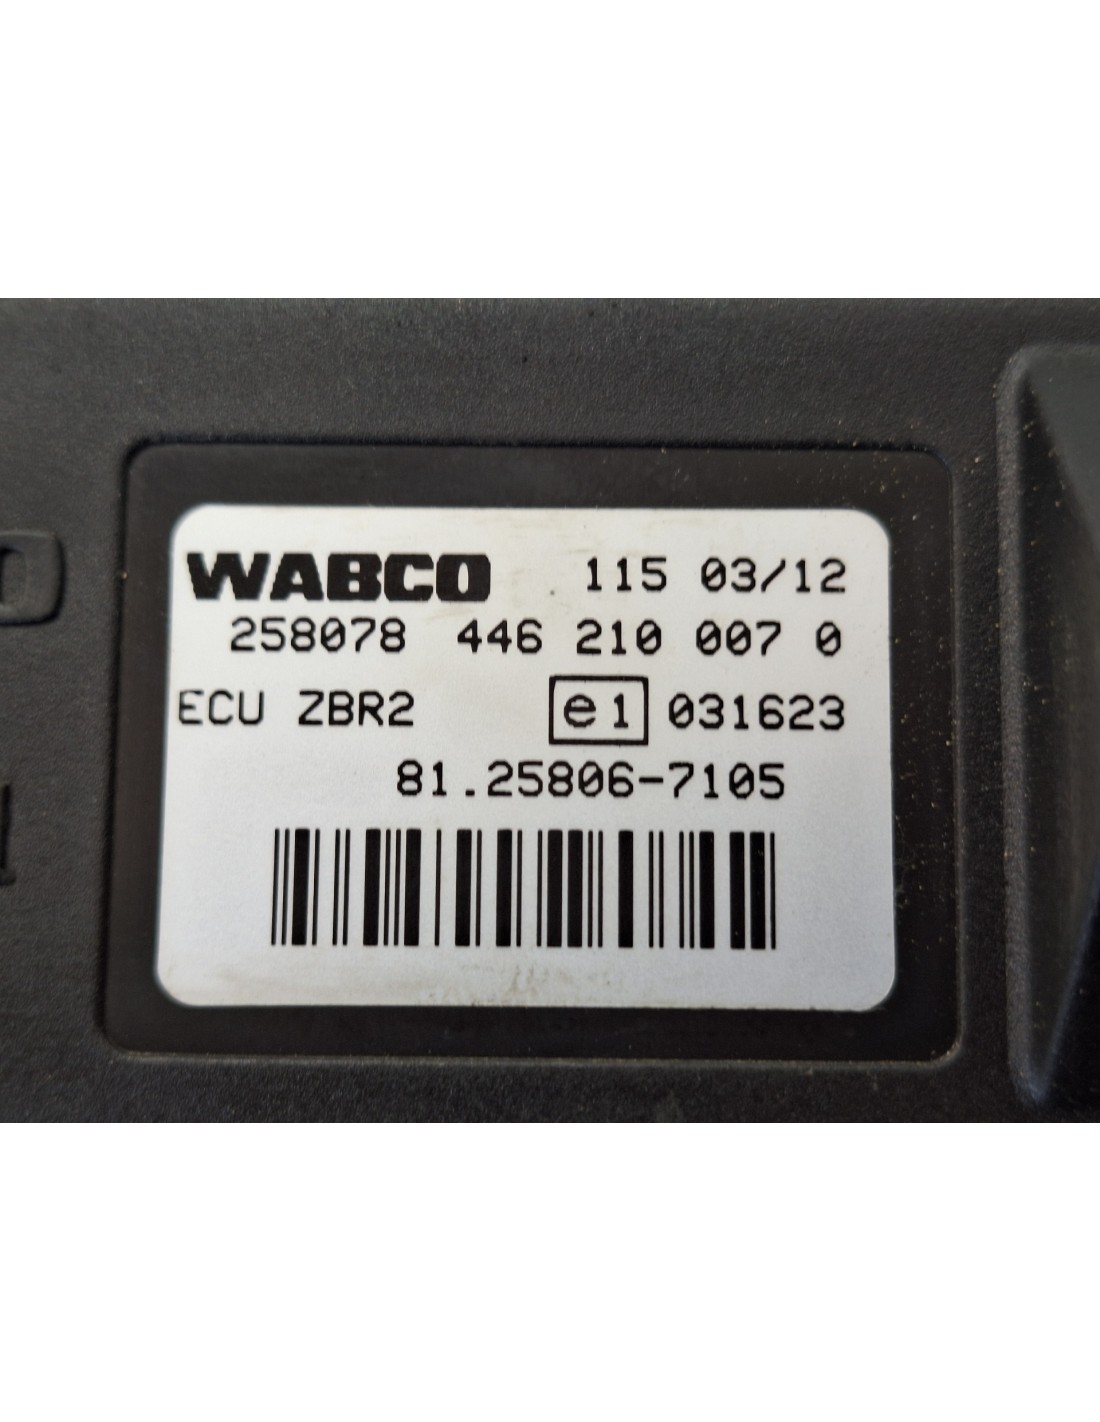 WABCO 115 03/12
258078 446 210 007 0
ECU ZBR2 e1 031623
81.25806-7105